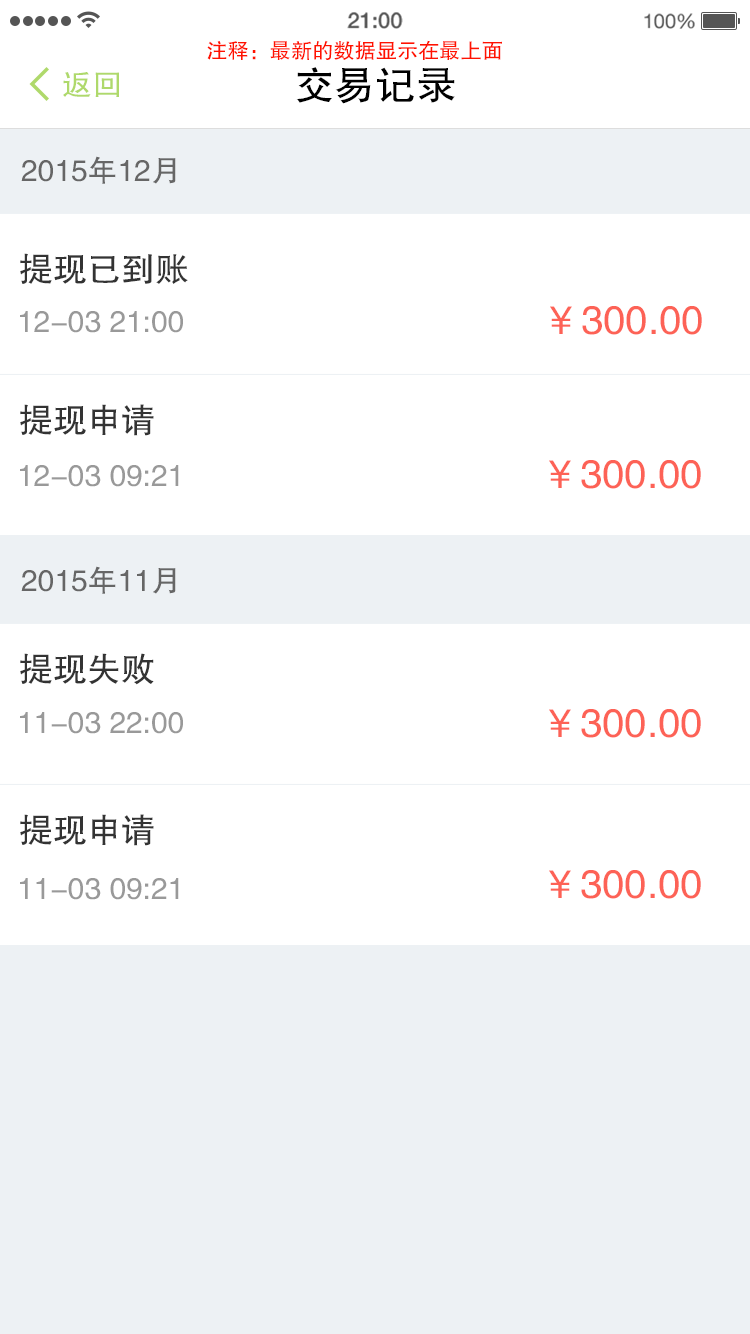 21:00
100%
注释：最新的数据显示在最上面
返回
交易记录
2015年12月
提现已到账
12–03 21:00
￥300.00
提现申请
12–03 09:21
￥300.00
2015年11月
提现失败
11–03 22:00
￥300.00
提现申请
11–03 09:21
￥300.00